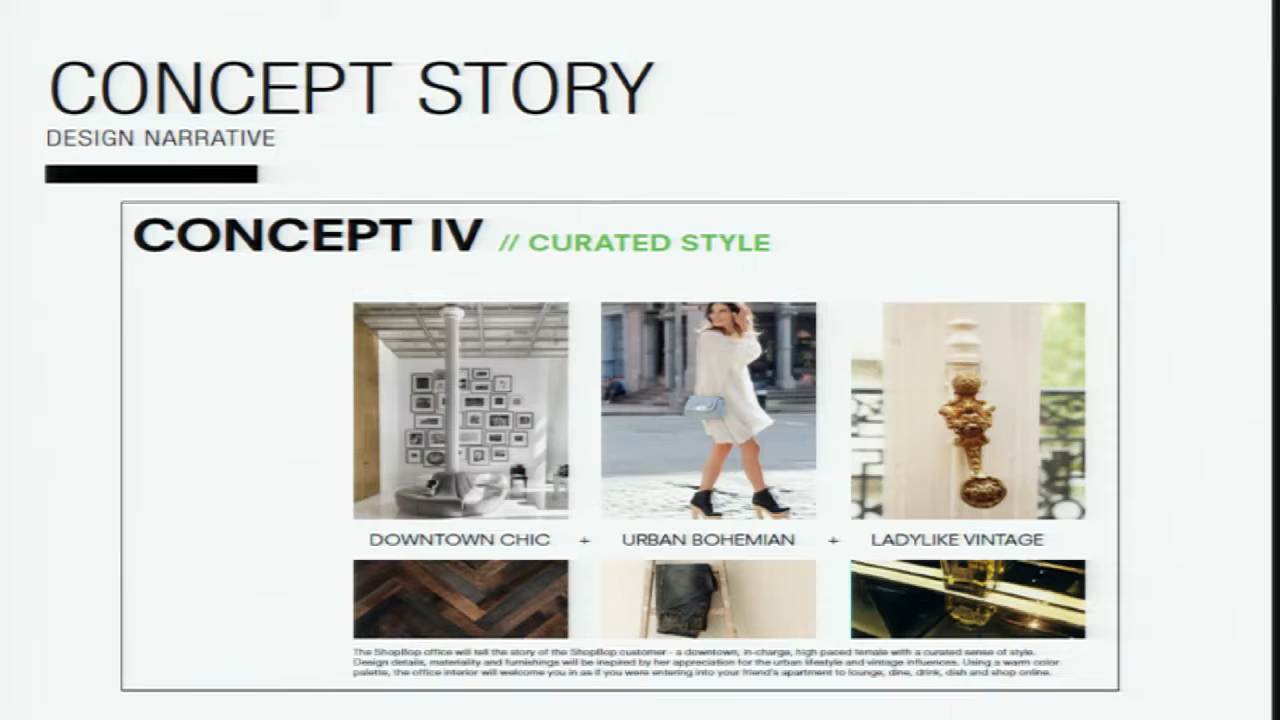 CONCEPT STORY
DESIGN NARRATIVE
CONCEPT IV // CURATED STYLE
DOWNTOWN CHIC + URBAN BOHEMIAN + LADYLIKE VINTAGE
The ShopBop office will tell the story of the ShopBop customer - a downtown, in-charge, high paced female with a curated sense of style.
Design details, materiality and furnishings will be inspired by her appreciation for the urban lifestyle and vintage influences. Using a warm color
palette, the office interior will welcome you in as if you were entering into your friend's apartment to lounge, dine, drink, dish and shop online.